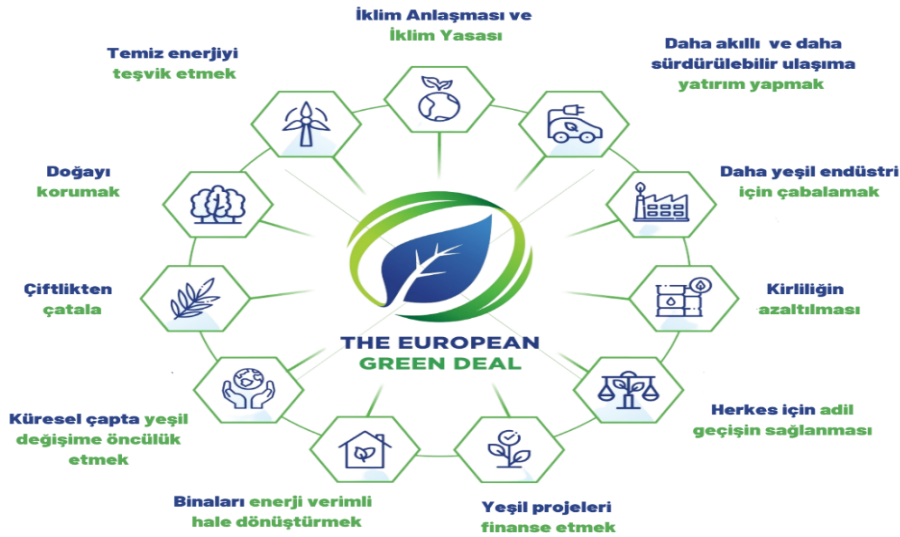 İklim Anlaşması ve
İklim Yasası
Daha akıllı ve daha
sürdürülebilir ulaşıma
yatırım yapmak
Daha yeşil endüstri
için çabalamak
Kirliliğin
azaltılması
Herkes için adil
geçişin sağlanması
Yeşil projeleri
finanse etmek
Binaları enerji verimli
hale dönüştürmek
Küresel çapta yeşil
değişime öncülük
etmek
Çiftlikten
çatala
Doğayı
korumak
Temiz enerjiyi
teşvik etmek
THE EUROPEAN
GREEN DEAL